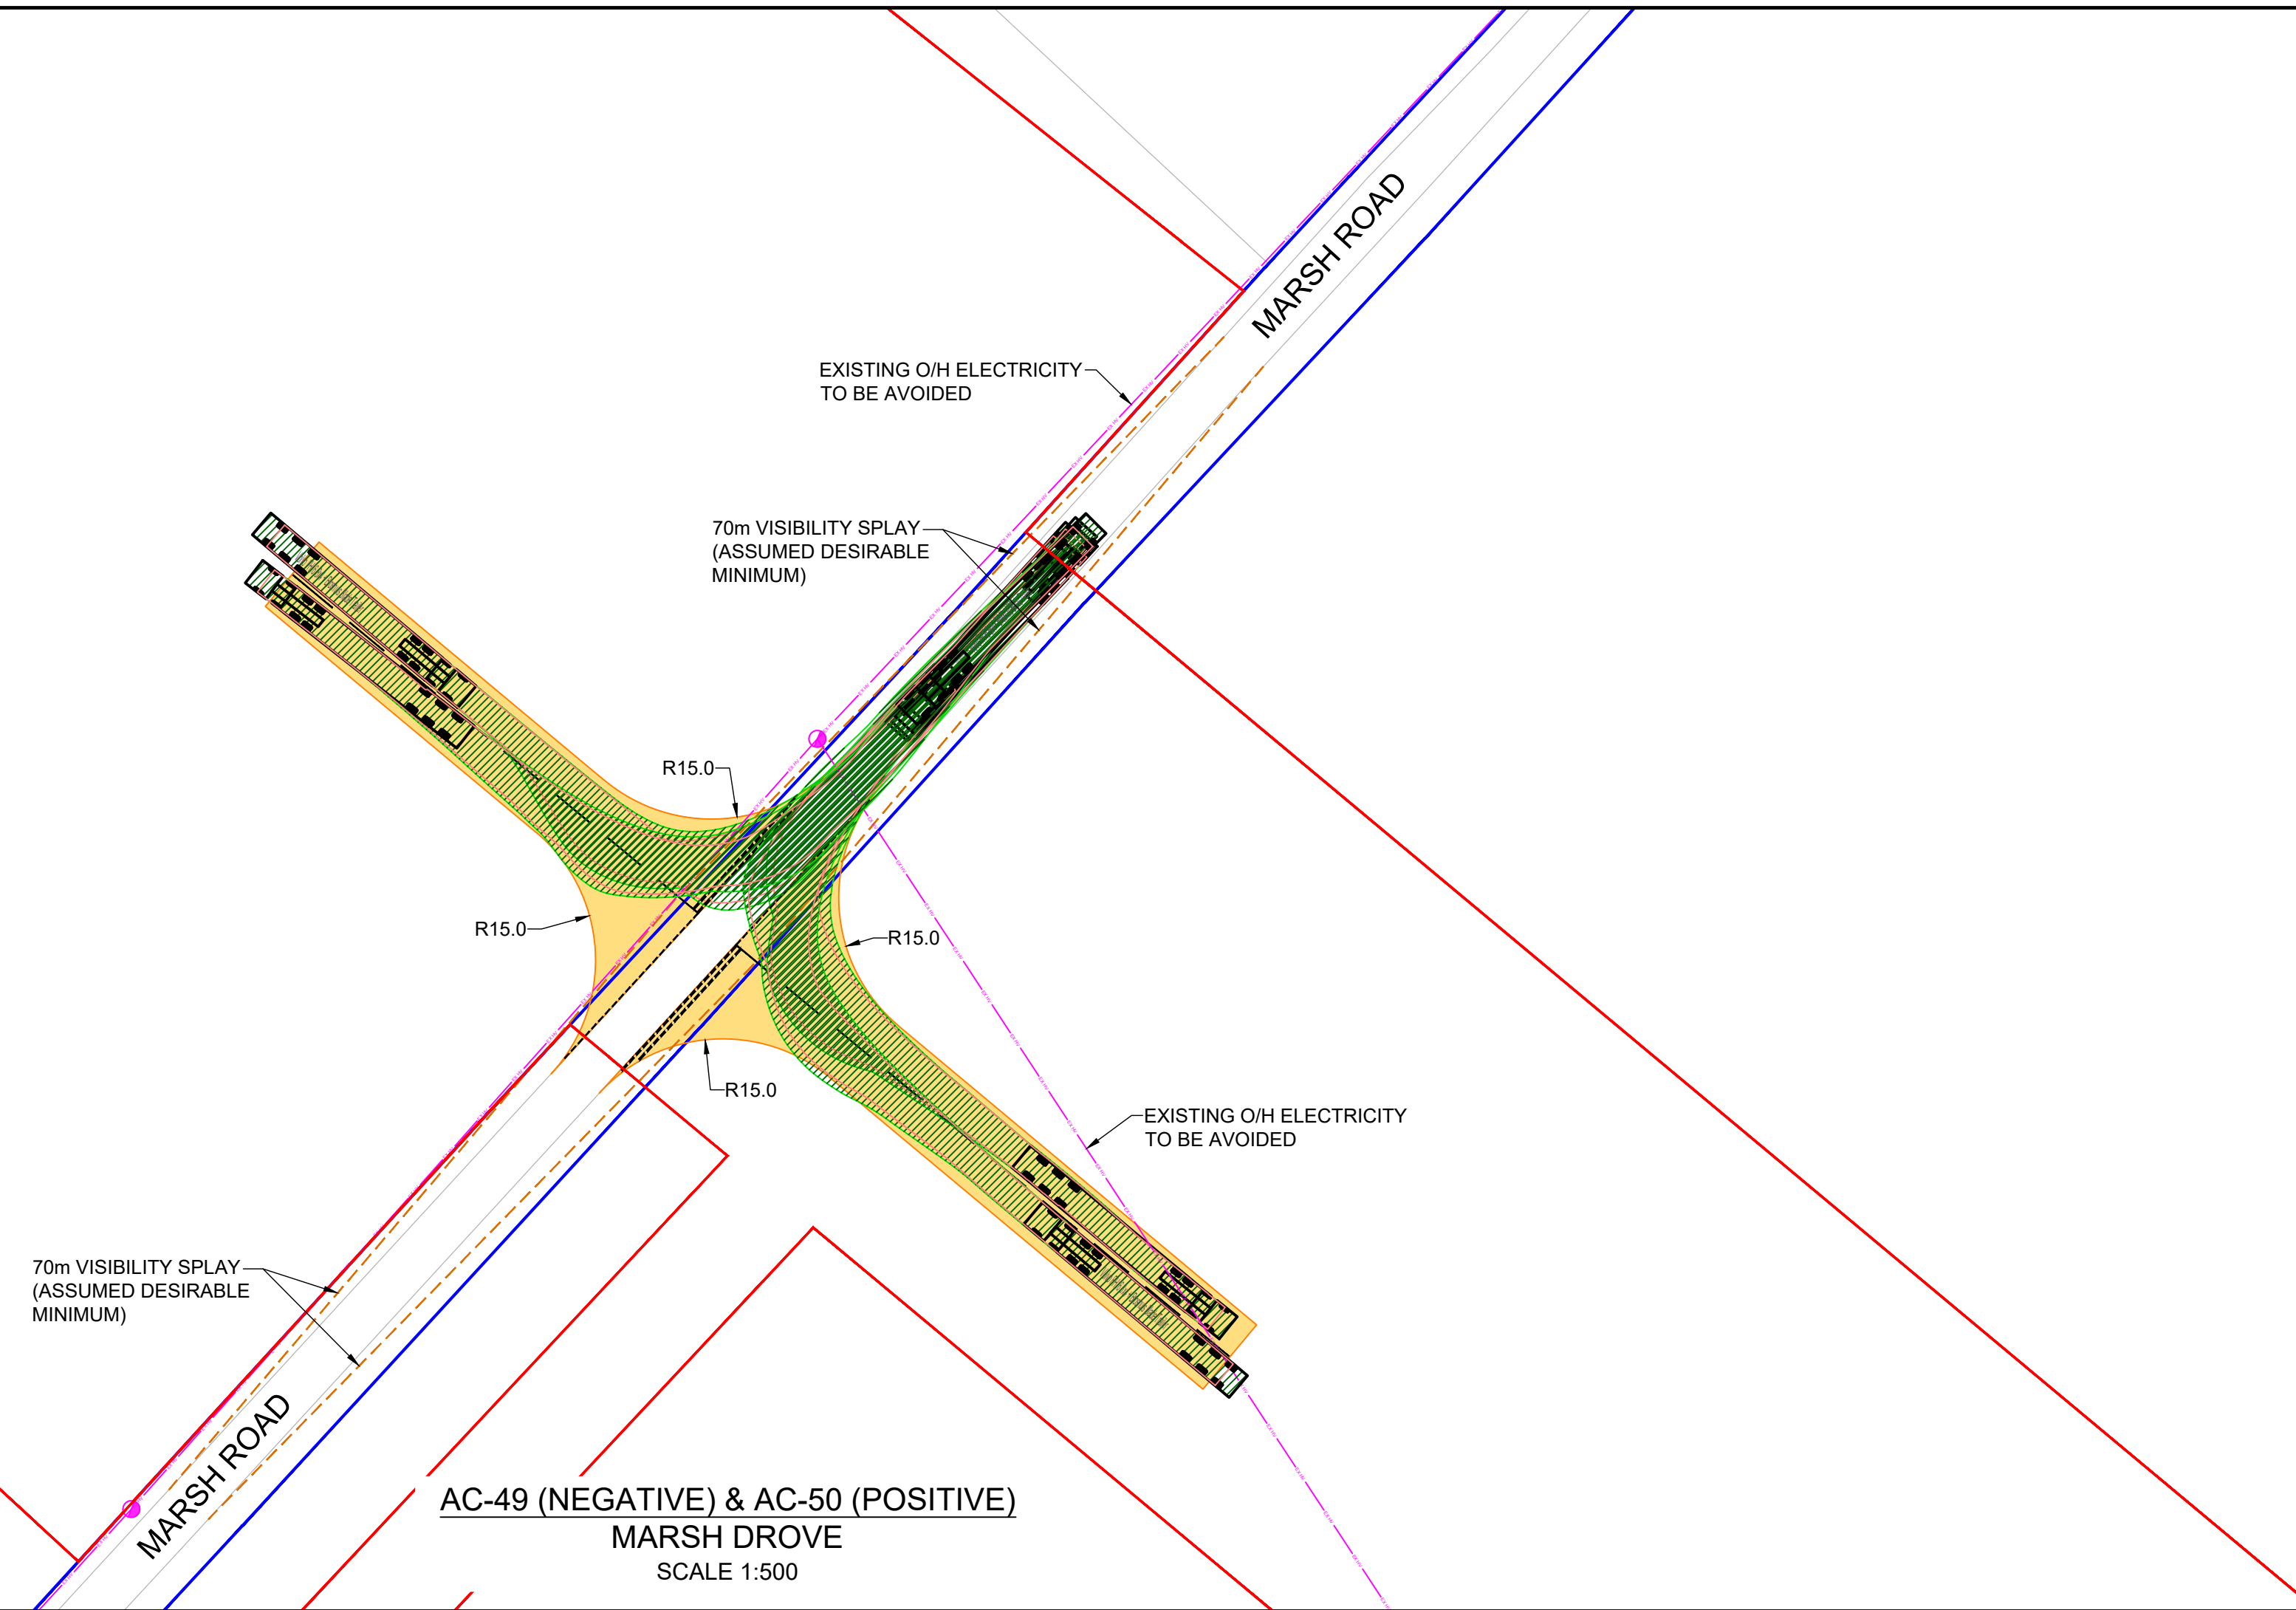 MARSH ROAD
EXISTING O/H ELECTRICITY
TO BE AVOIDED
70m VISIBILITY SPLAY
(ASSUMED DESIRABLE
MINIMUM)
R15.0
R15.0
R15.0
R15.0
EXISTING O/H ELECTRICITY
TO BE AVOIDED
70m VISIBILITY SPLAY
(ASSUMED DESIRABLE
MINIMUM)
MARSH ROAD
AC-49 (NEGATIVE) & AC-50 (POSITIVE)
MARSH DROVE
SCALE 1:500